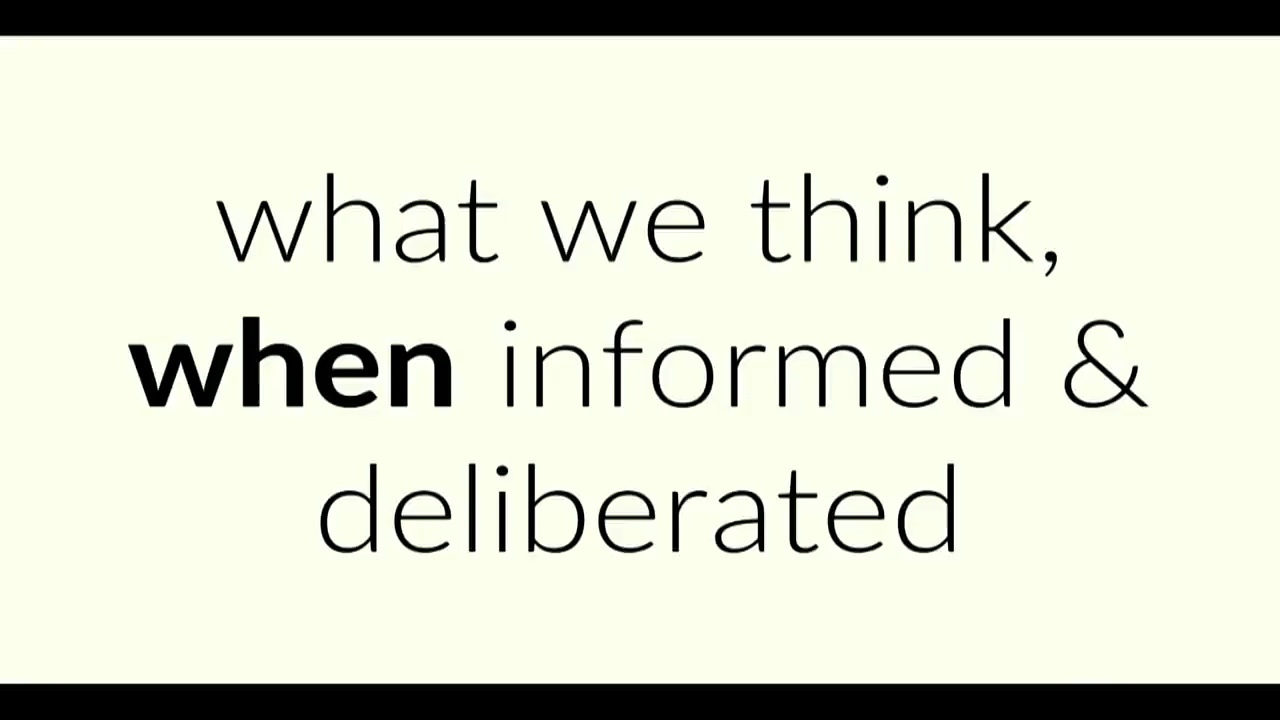 what we think,
when informed &
deliberated